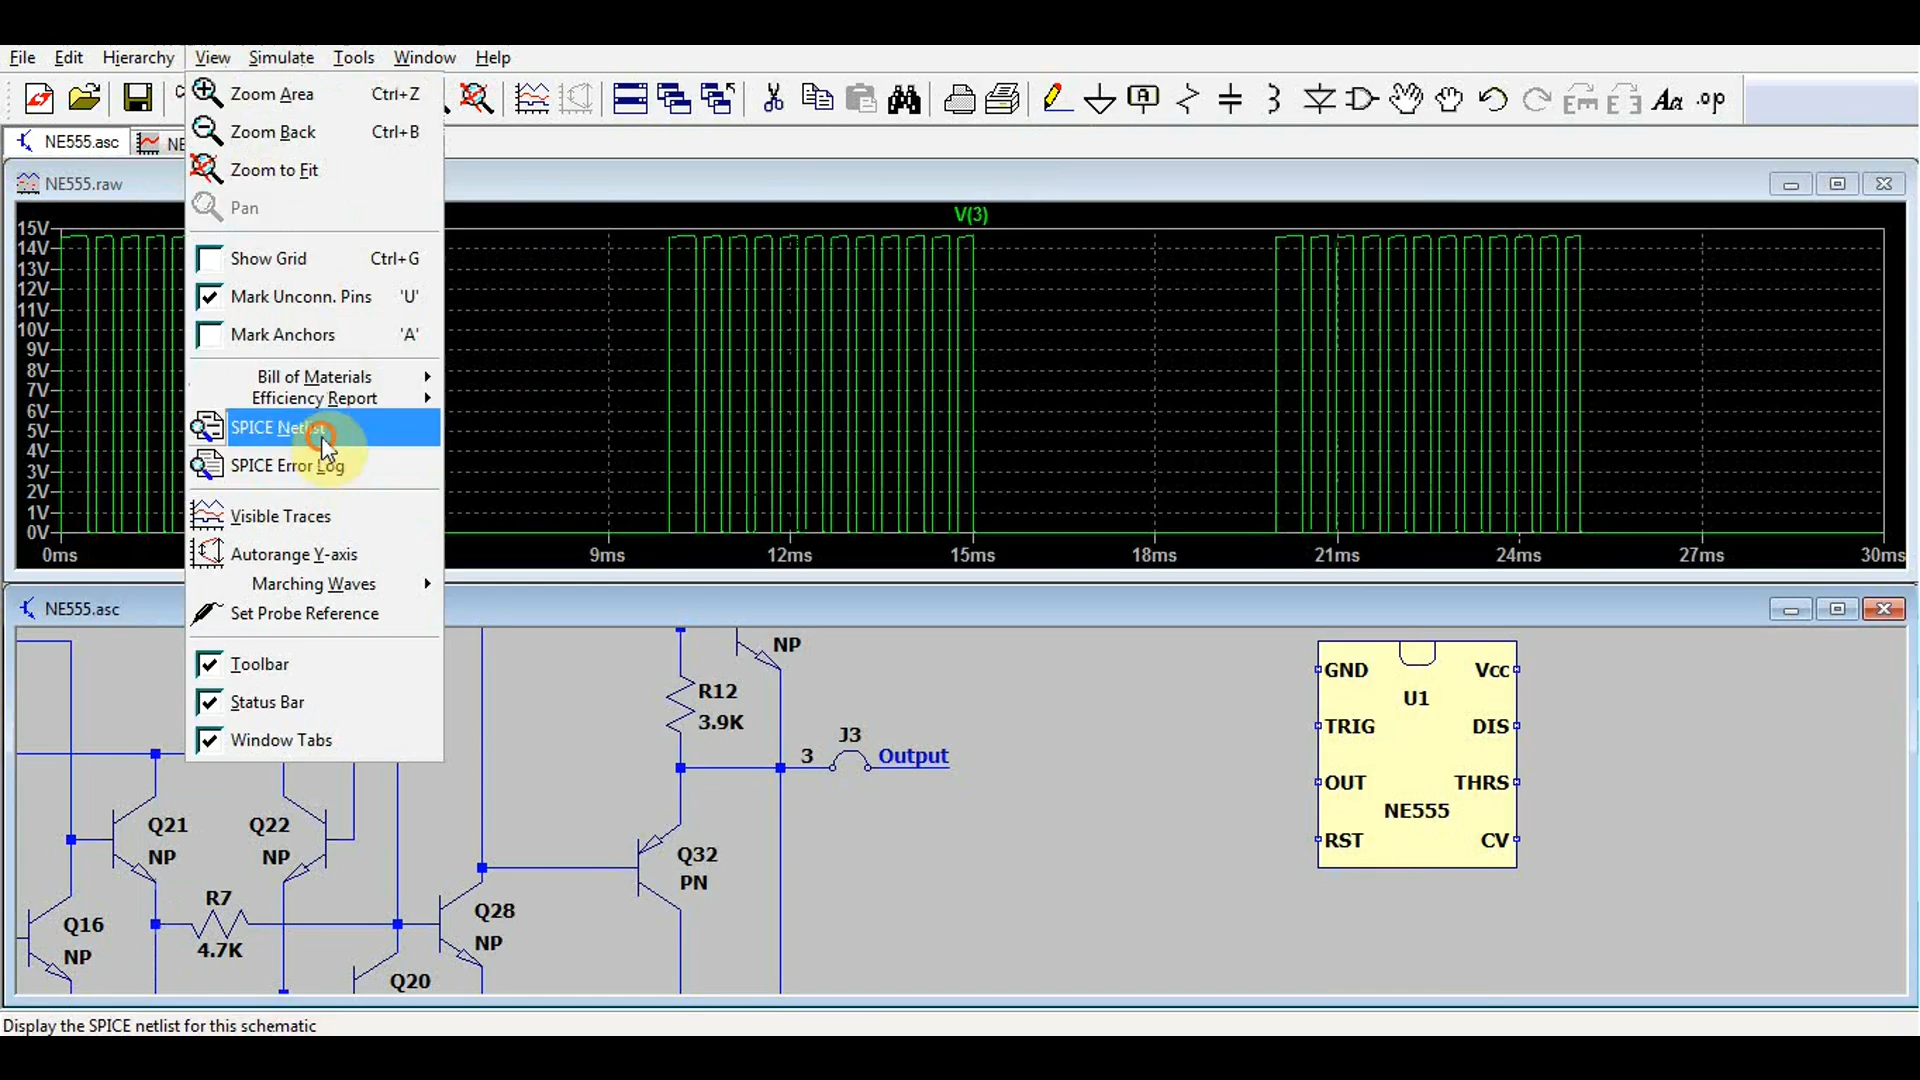 File Edit Hierarchy View Simulate Tools Window Help
Aa .op
NE555.asc
Zoom Area Ctrl+Z
Zoom Back Ctrl+B
Zoom to Fit
Pan
Show Grid Ctrl+G
Mark Unconn. Pins 'U'
Mark Anchors 'A'
Bill of Materials
Efficiency Report
SPICE Netlist
SPICE Error Log
Visible Traces
Autorange Y-axis
Marching Waves
Set Probe Reference
Toolbar
Status Bar
Window Tabs
NE555.raw
V(3)
15V
14V
13V
12V
11V
10V
9V
8V
7V
6V
5V
4V
3V
2V
1V
0V
0ms 9ms 12ms 15ms 18ms 21ms 24ms 27ms 30ms
NE555.asc
NP
R12
3.9K
J3
3 Output
Q21
NP
Q22
NP
Q32
PN
R7
4.7K
Q28
NP
Q16
NP
Q20
GND Vcc
U1
TRIG DIS
OUT THRS
NE555
RST CV
Display the SPICE netlist for this schematic